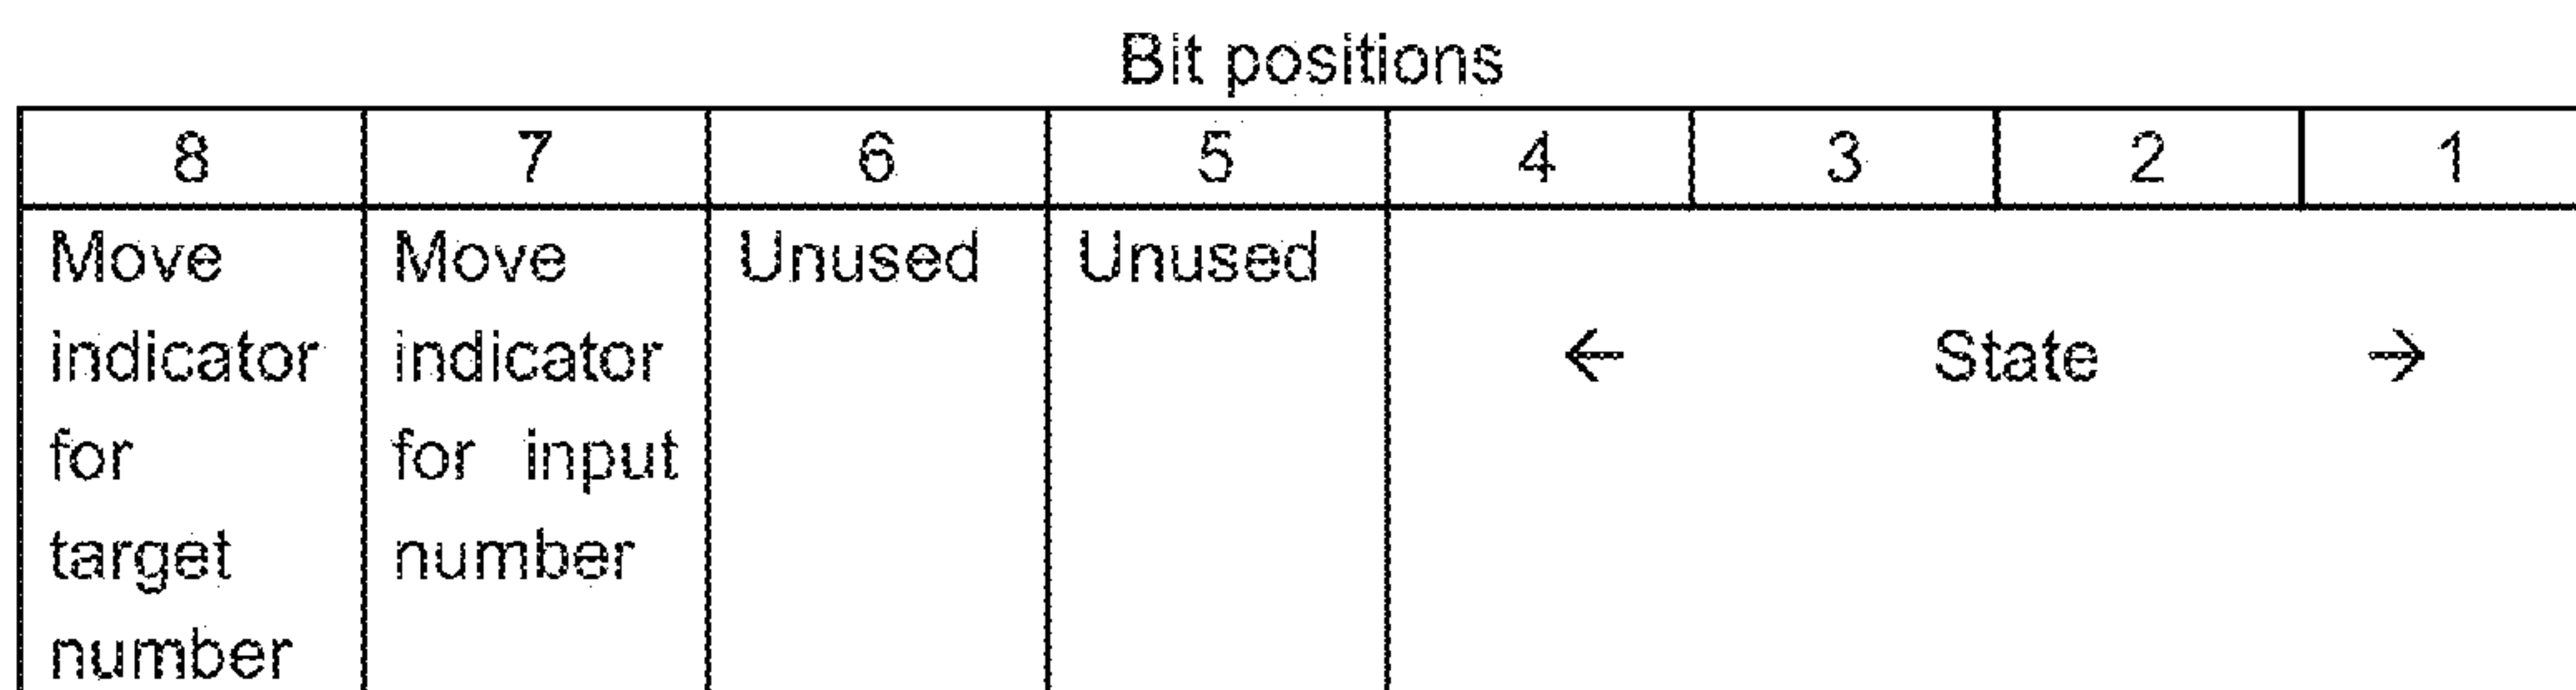 Bit positions
8 7 6 5 4 3 2 1
Move Move Unused Unused
indicator indicator ← State →
for for input
target number
number